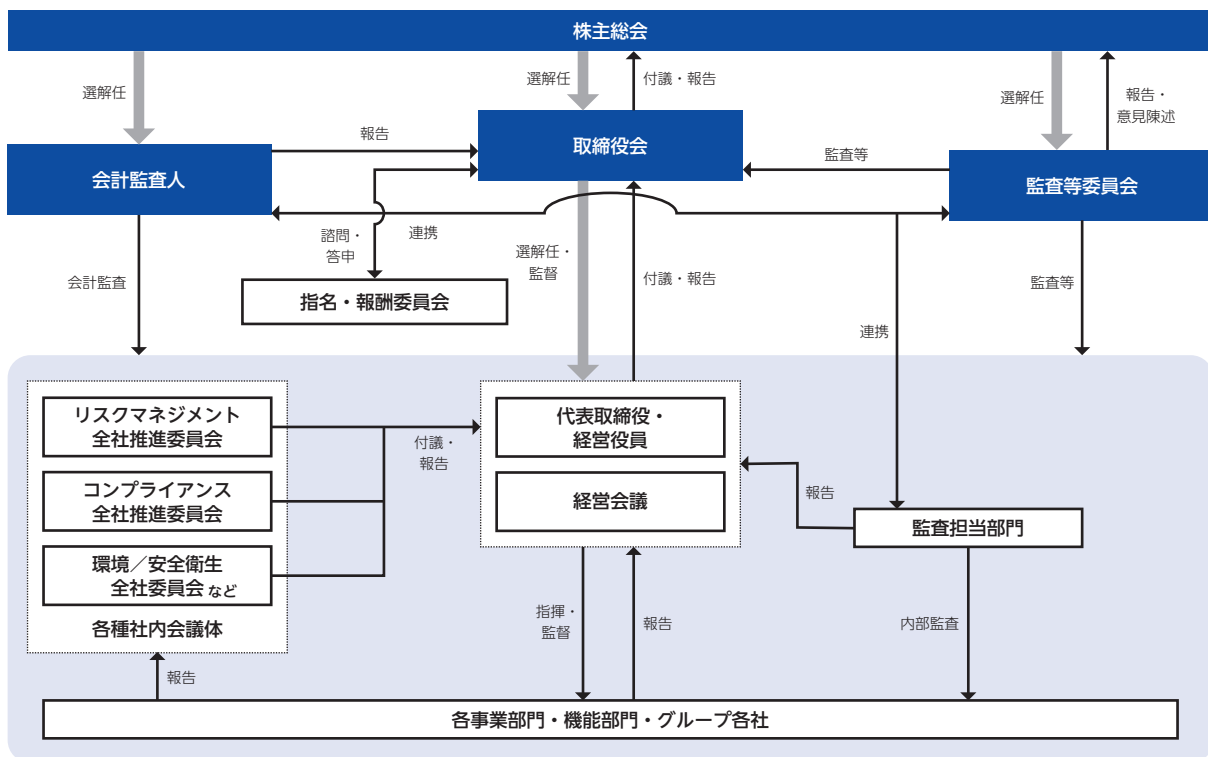 株主総会
選解任
選解任
付議・報告
選解任
報告・
意見陳述
会計監査人
報告
取締役会
監査等
監査等委員会
諮問・
答申
連携
選解任・
監督
付議・報告
会計監査
指名・報酬委員会
監査等
連携
リスクマネジメント
全社推進委員会
コンプライアンス
全社推進委員会
環境／安全衛生
全社委員会 など
各種社内会議体
付議・
報告
代表取締役・
経営役員
経営会議
報告
監査担当部門
報告
指揮・
監督
報告
内部監査
各事業部門・機能部門・グループ各社